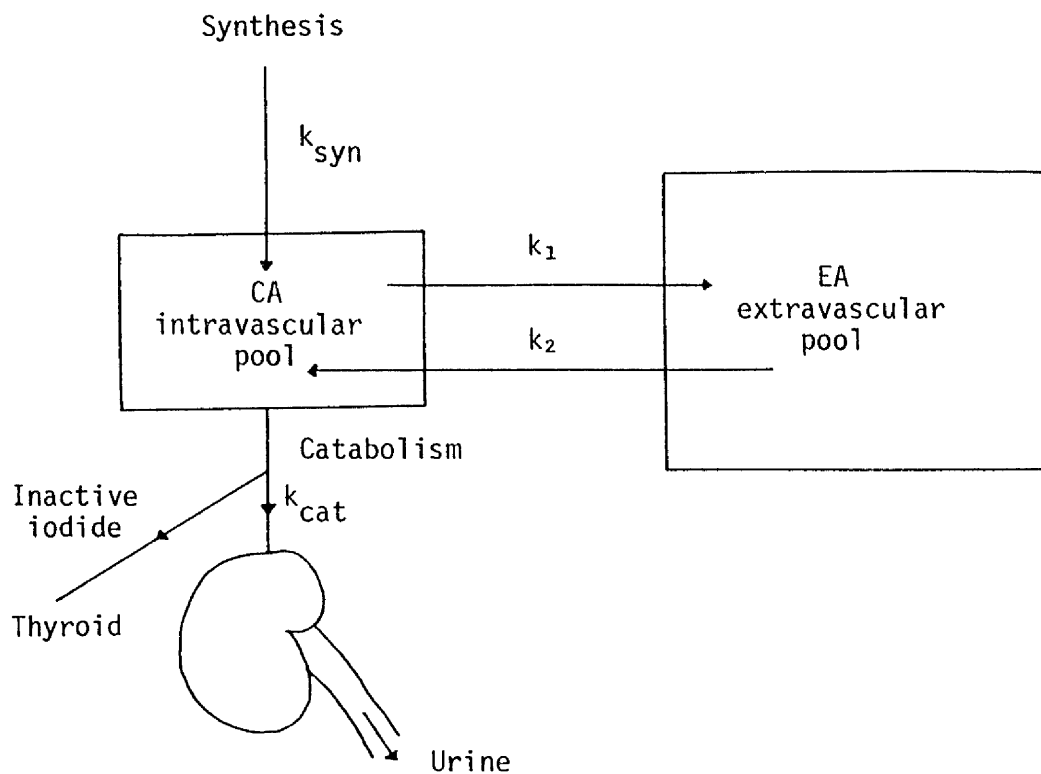 Synthesis
k_syn
k₁
CA
intravascular
pool
EA
extravascular
pool
k₂
Catabolism
Inactive
iodide
k_cat
Thyroid
Urine